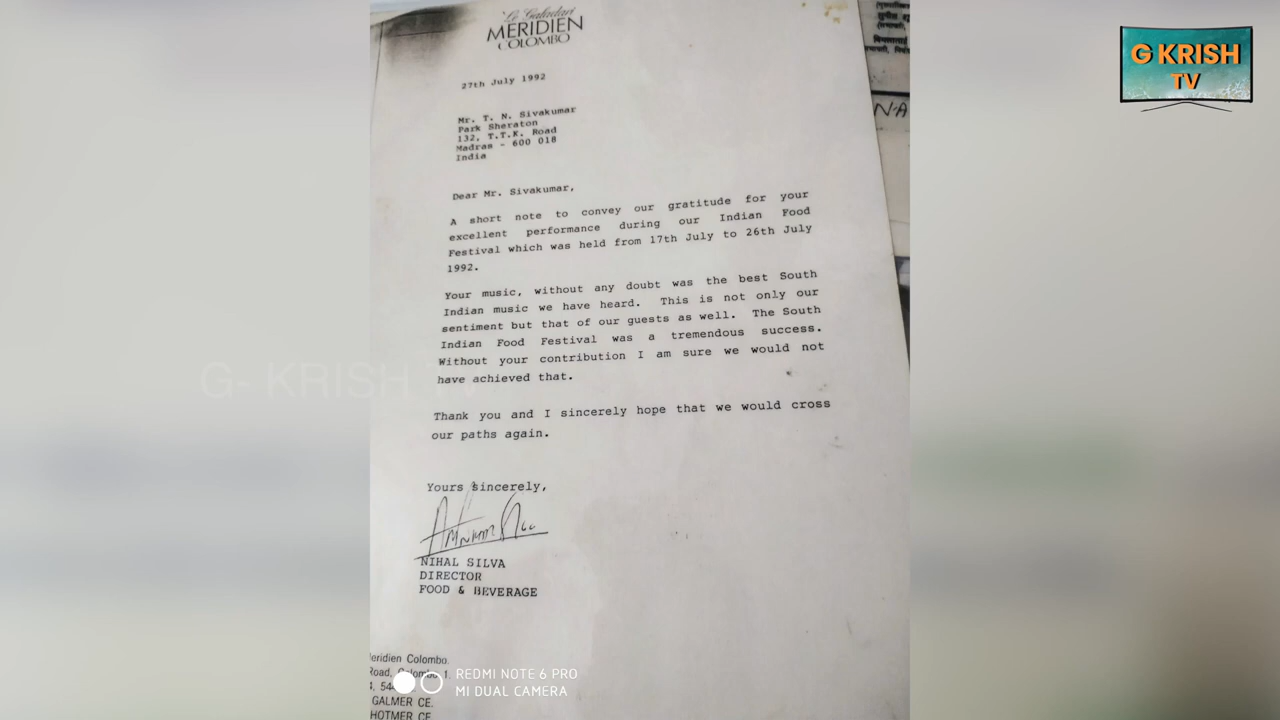 Le Galadari
MERIDIEN
COLOMBO
27th July 1992
Mr. T. N. Sivakumar
Park Sheraton
132, T.T.K. Road
Madras - 600 018
India
Dear Mr. Sivakumar,
A short note to convey our gratitude for your
excellent performance during our Indian Food
Festival which was held from 17th July to 26th July
1992.
Your music, without any doubt was the best South
Indian music we have heard. This is not only our
sentiment but that of our guests as well. The South
Indian Food Festival was a tremendous success.
Without your contribution I am sure we would not
have achieved that.
Thank you and I sincerely hope that we would cross
our paths again.
Yours sincerely,
NIHAL SILVA
DIRECTOR
FOOD & BEVERAGE
eridien Colombo.
Road, Colombo 1.
GALMER CE.
HOTMER CE
REDMI NOTE 6 PRO
MI DUAL CAMERA
G KRISH
TV
G- KRISH TV
NA